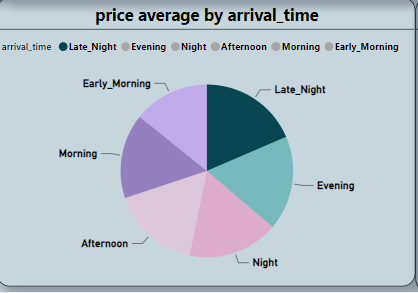 price average by arrival_time
arrival_time Late_Night Evening Night Afternoon Morning Early_Morning
Early_Morning
Late_Night
Morning
Evening
Afternoon
Night